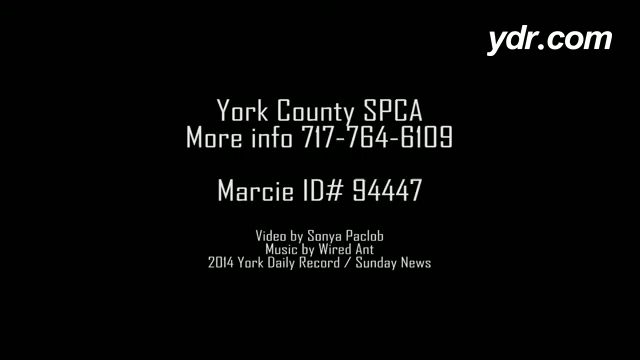 ydr.com
York County SPCA
More info 717-764-6109
Marcie ID# 94447
Video by Sonya Paclob
Music by Wired Ant
2014 York Daily Record / Sunday News